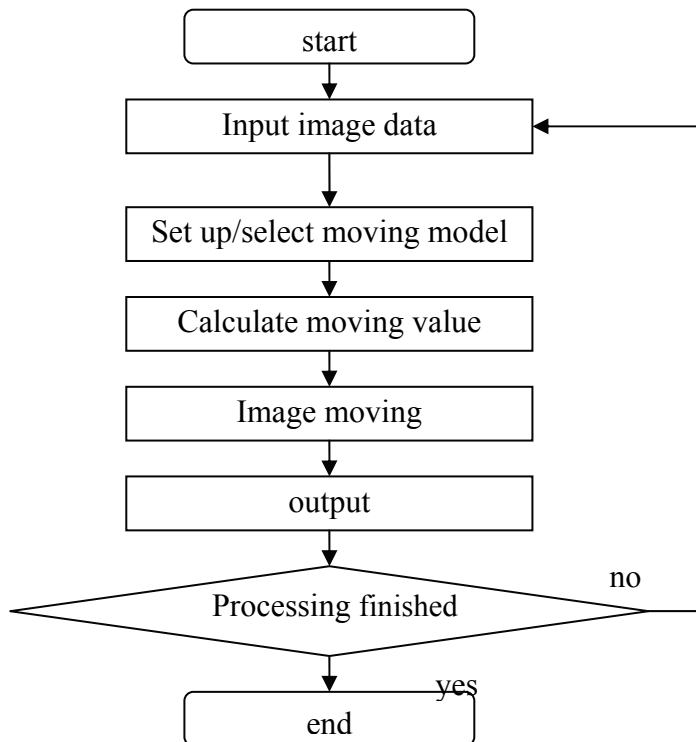 start
Input image data
Set up/select moving model
Calculate moving value
Image moving
output
no
Processing finished
yes
end